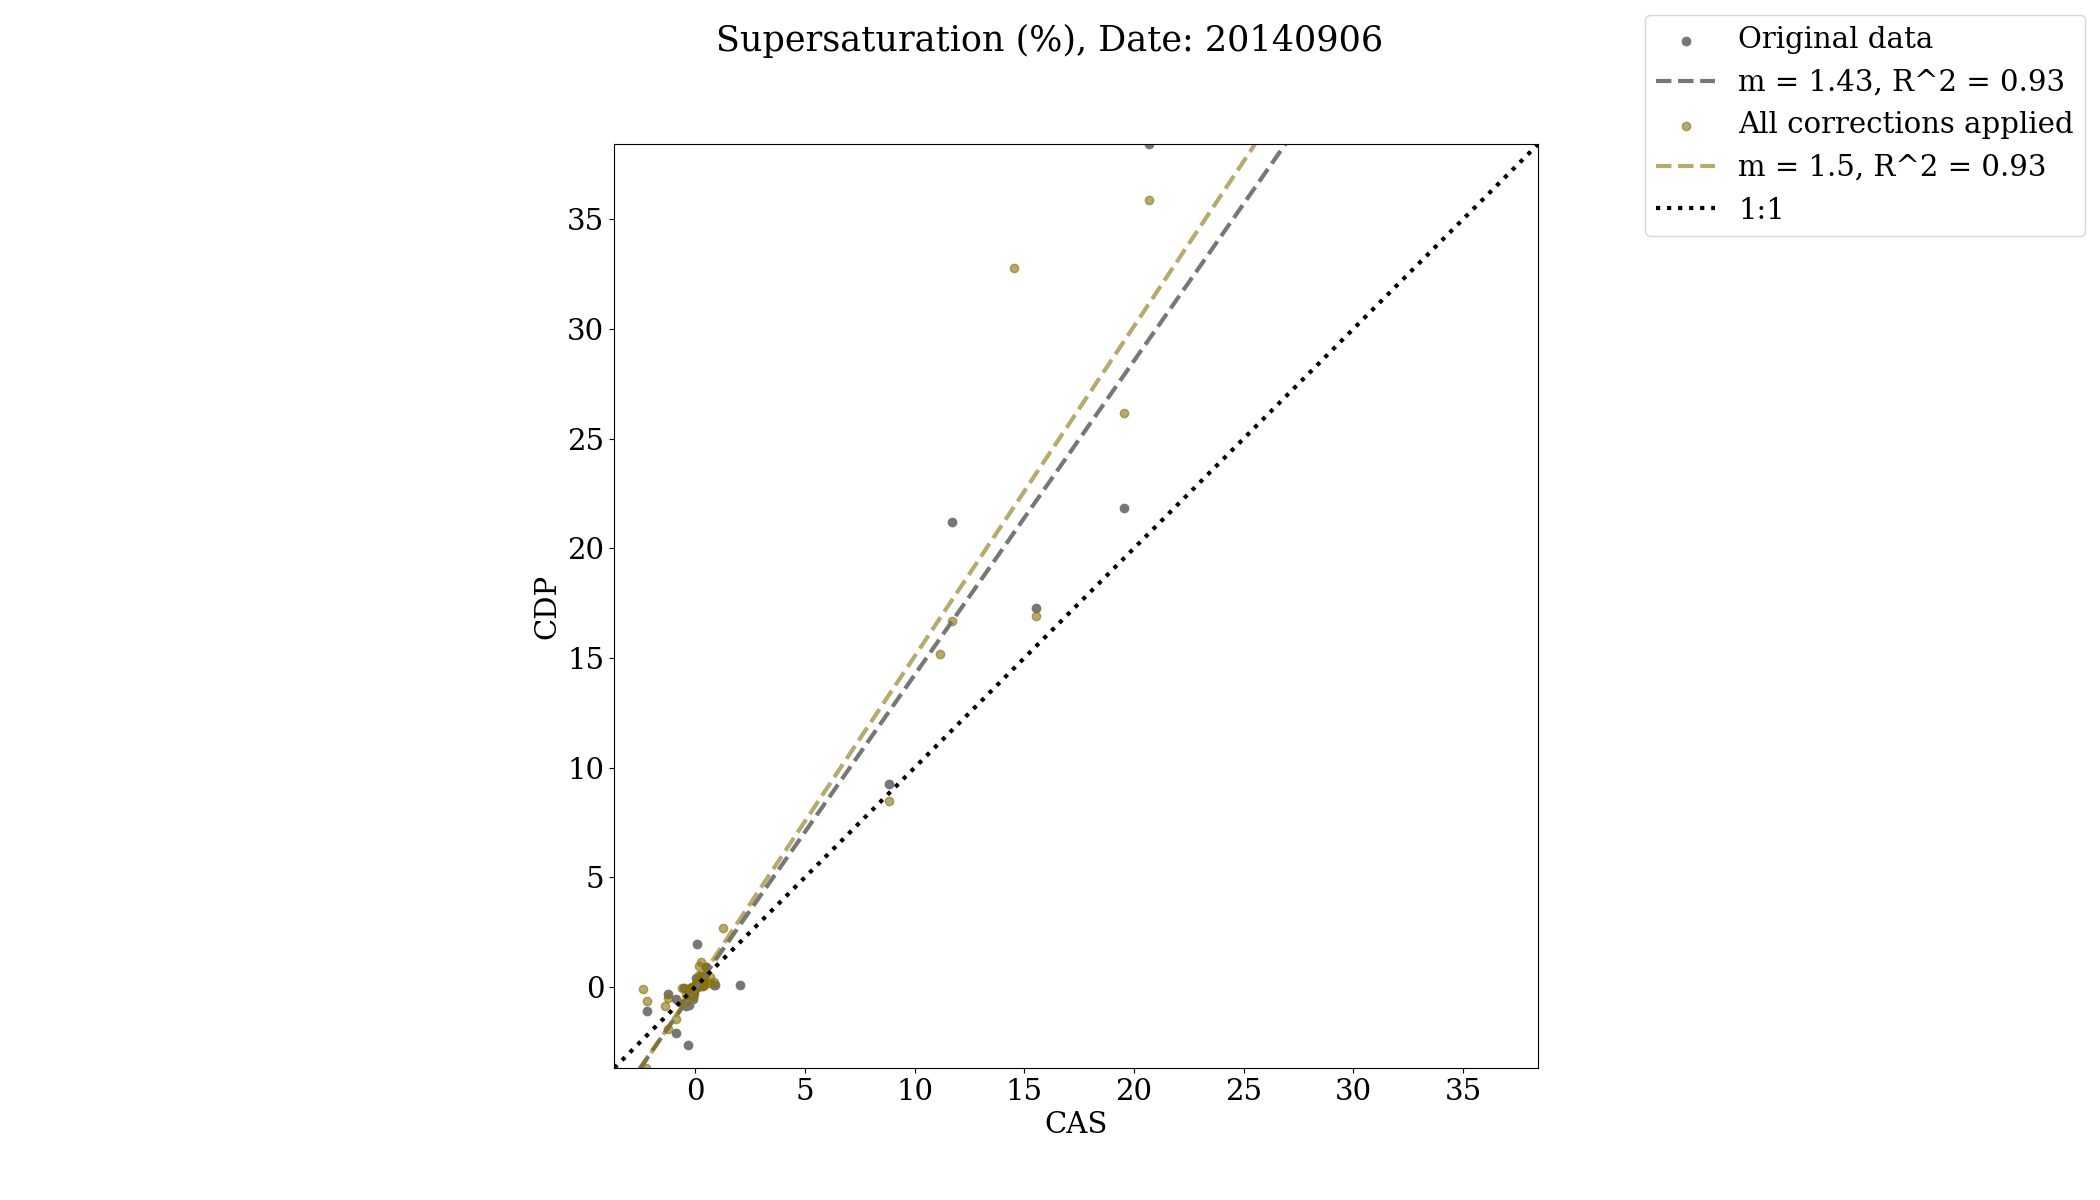 Supersaturation (%), Date: 20140906
Original data
m = 1.43, R^2 = 0.93
All corrections applied
m = 1.5, R^2 = 0.93
1:1
35
30
25
20
15
10
5
0
CDP
0 5 10 15 20 25 30 35
CAS